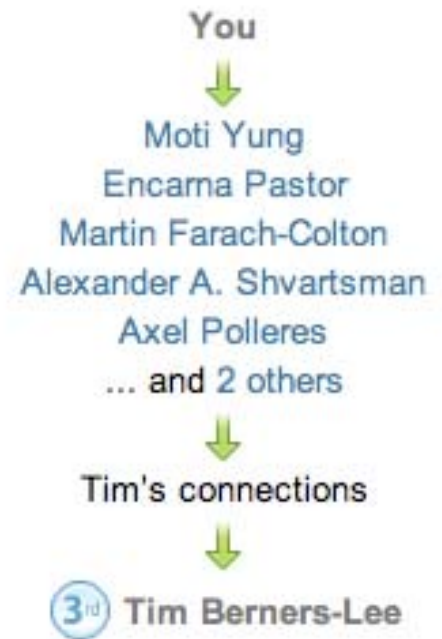 You
Moti Yung
Encarna Pastor
Martin Farach-Colton
Alexander A. Shvartsman
Axel Polleres
... and 2 others
Tim's connections
3rd Tim Berners-Lee